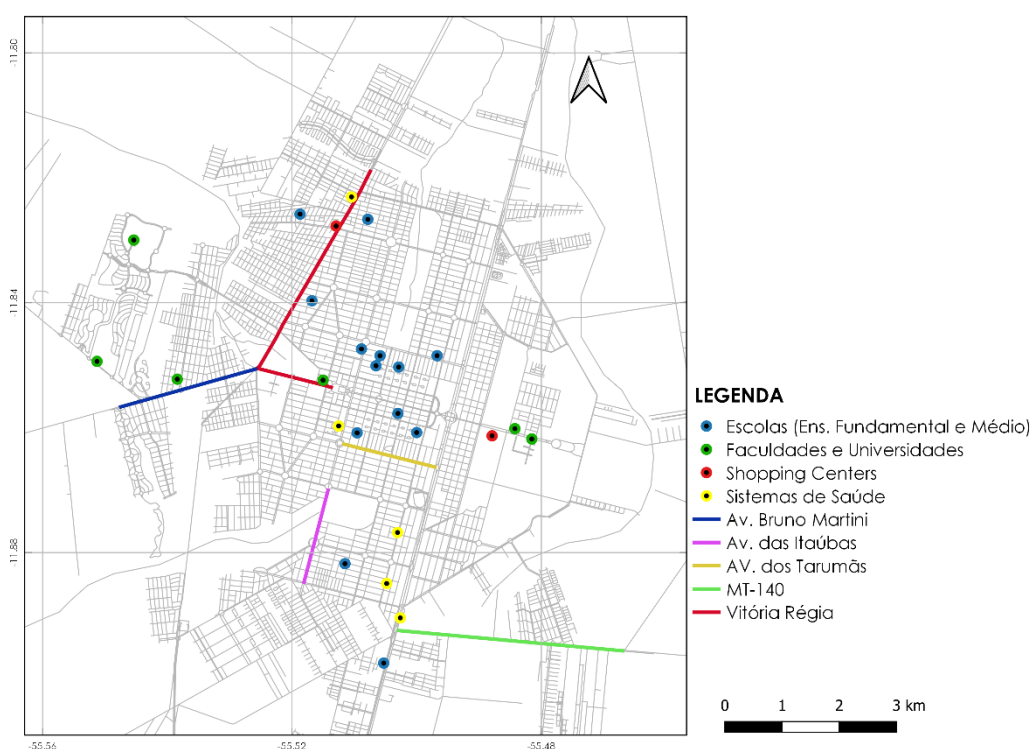 -11.80
-11.84
-11.88
-55.56
-55.52
-55.48
LEGENDA
Escolas (Ens. Fundamental e Médio)
Faculdades e Universidades
Shopping Centers
Sistemas de Saúde
Av. Bruno Martini
Av. das Itaúbas
AV. dos Tarumãs
MT-140
Vitória Régia
0 1 2 3 km